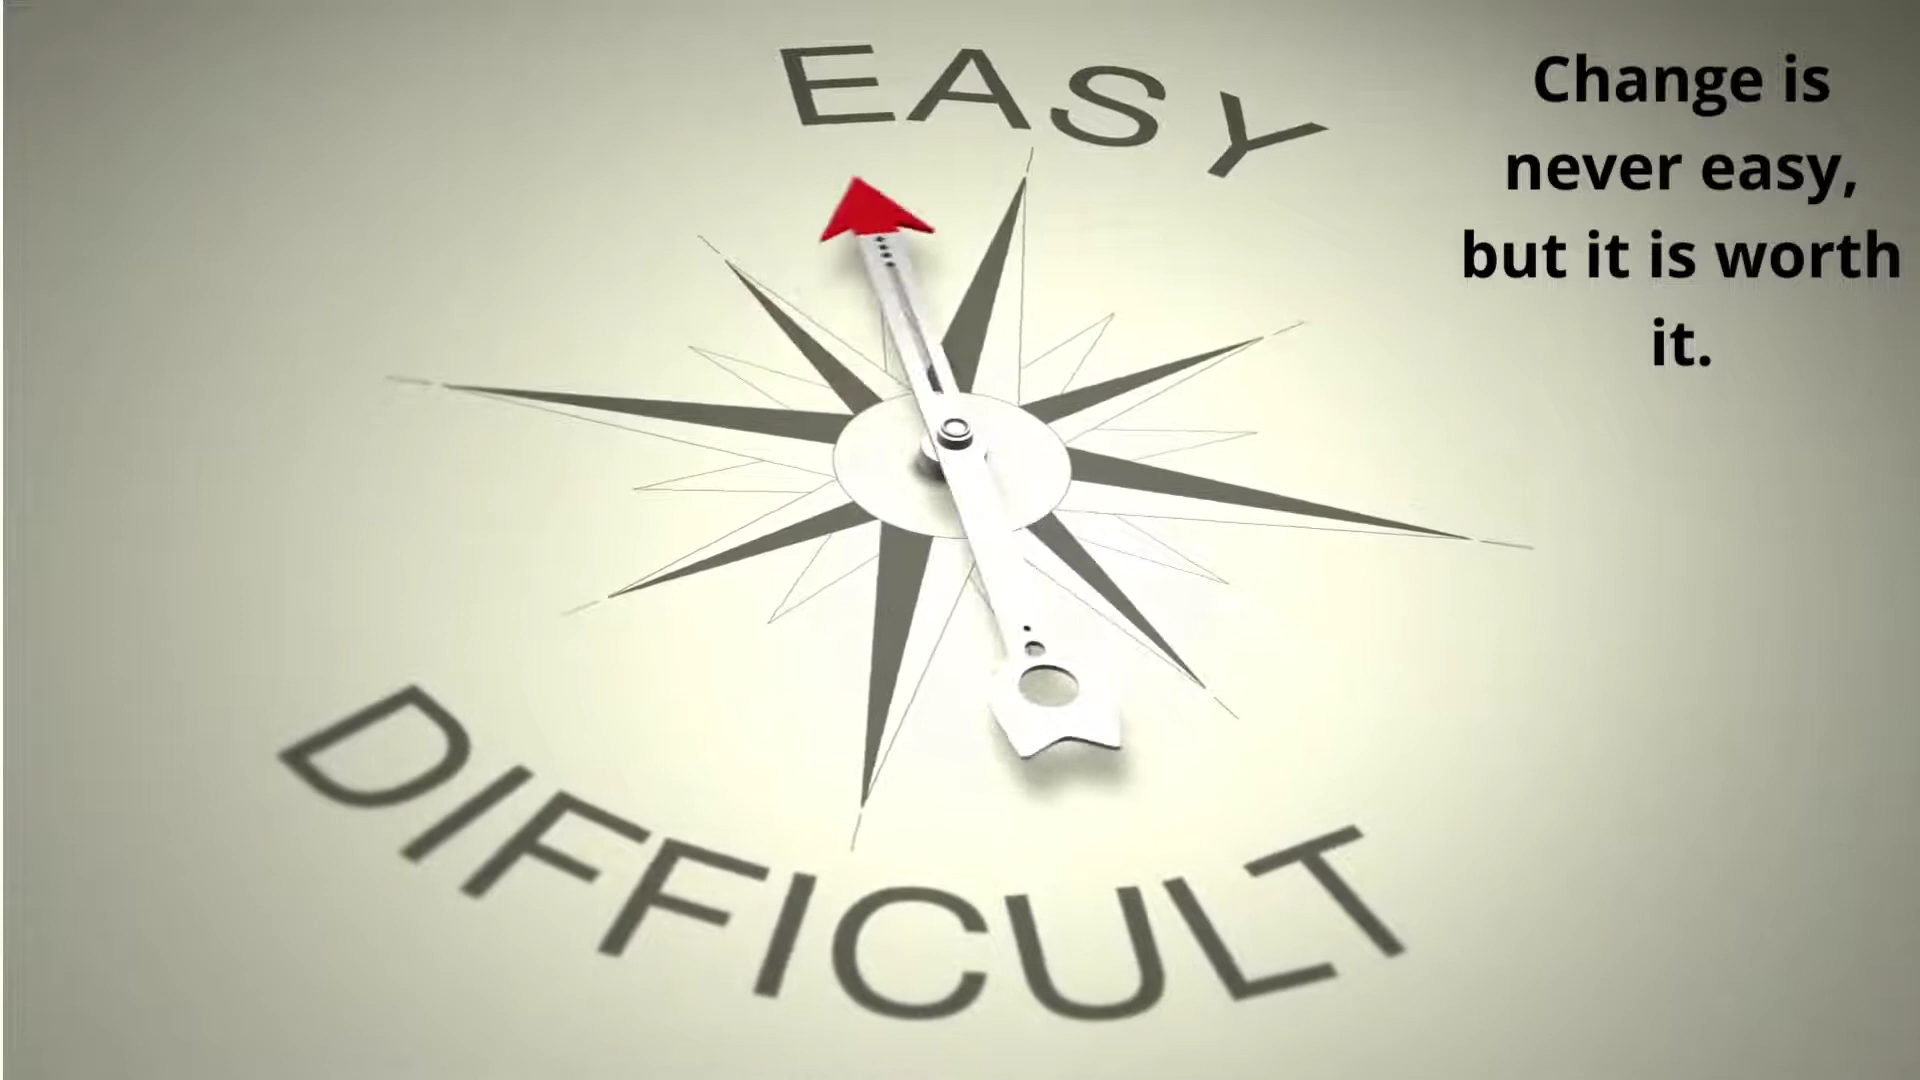 EASY
Change is
never easy,
but it is worth
it.
DIFFICULT